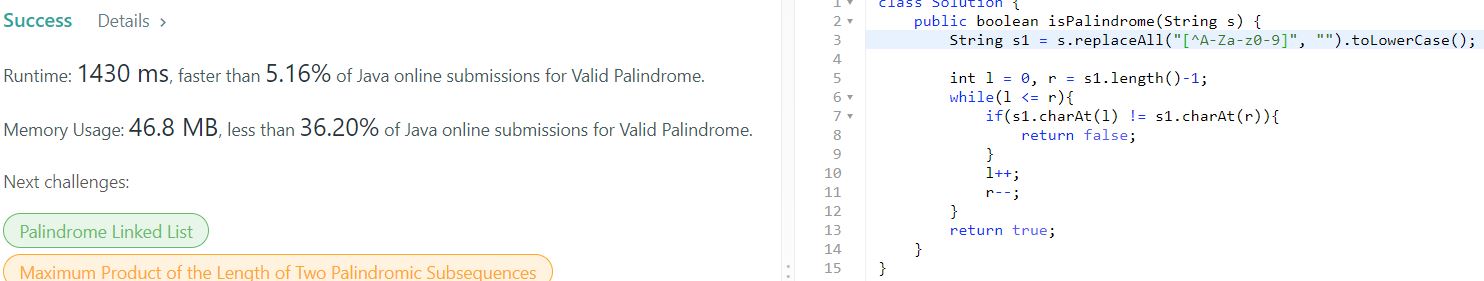 Success Details >
Runtime: 1430 ms, faster than 5.16% of Java online submissions for Valid Palindrome.
Memory Usage: 46.8 MB, less than 36.20% of Java online submissions for Valid Palindrome.
Next challenges:
Palindrome Linked List
Maximum Product of the Length of Two Palindromic Subsequences
1 class Solution {
2 public boolean isPalindrome(String s) {
3 String s1 = s.replaceAll("[^A-Za-z0-9]", "").toLowerCase();
4
5 int l = 0, r = s1.length()-1;
6 while(l <= r){
7 if(s1.charAt(l) != s1.charAt(r)){
8 return false;
9 }
10 l++;
11 r--;
12 }
13 return true;
14 }
15 }